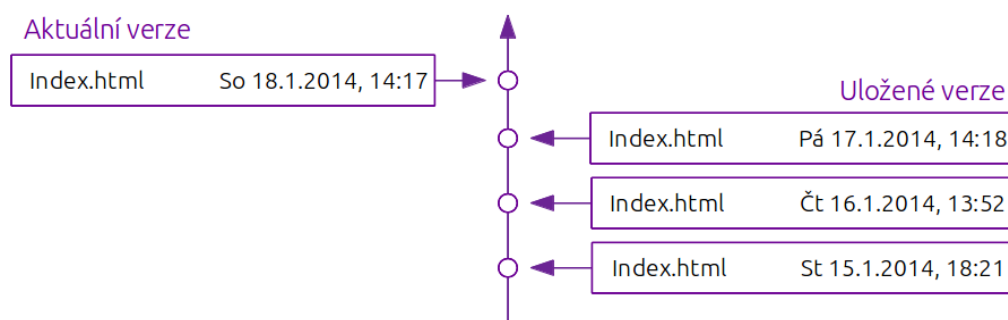 Aktuální verze
Index.html So 18.1.2014, 14:17
Uložené verze
Index.html Pá 17.1.2014, 14:18
Index.html Čt 16.1.2014, 13:52
Index.html St 15.1.2014, 18:21